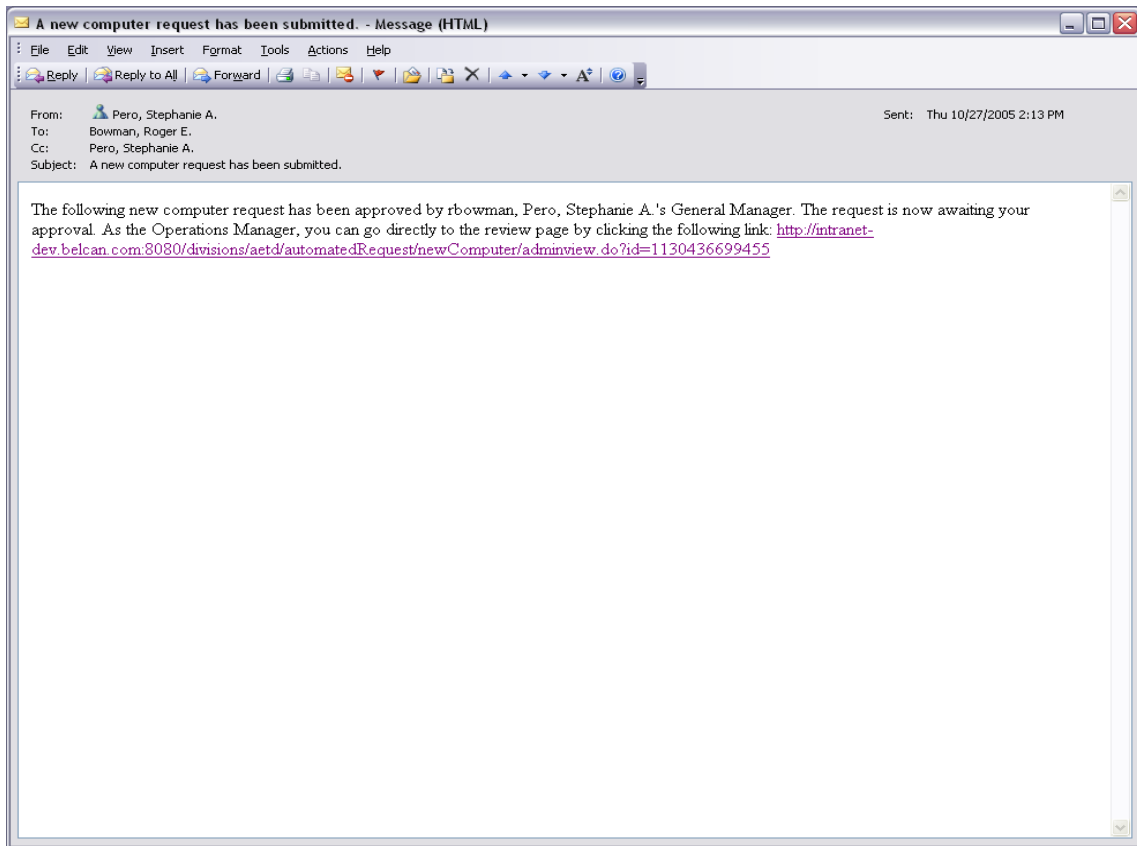 A new computer request has been submitted. - Message (HTML)
File Edit View Insert Format Tools Actions Help
Reply Reply to All Forward
From: Pero, Stephanie A. Sent: Thu 10/27/2005 2:13 PM
To: Bowman, Roger E.
Cc: Pero, Stephanie A.
Subject: A new computer request has been submitted.
The following new computer request has been approved by rbowman, Pero, Stephanie A.'s General Manager. The request is now awaiting your
approval. As the Operations Manager, you can go directly to the review page by clicking the following link: http://intranet-
dev.belcan.com:8080/divisions/aetd/automatedRequest/newComputer/adminview.do?id=1130436699455